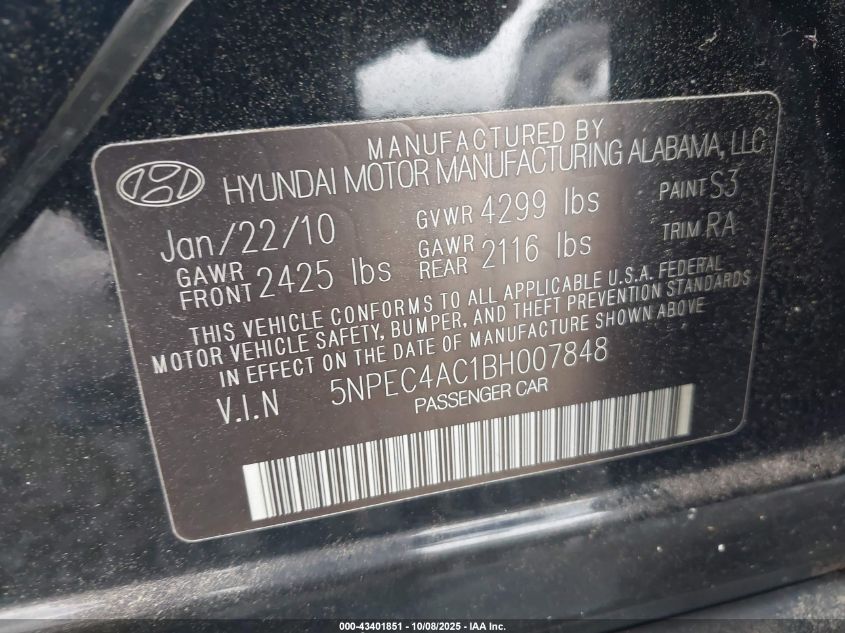 MANUFACTURED BY
HYUNDAI MOTOR MANUFACTURING ALABAMA, LLC
Jan/22/10 GVWR 4299 lbs PAINT S3
GAWR FRONT 2425 lbs GAWR REAR 2116 lbs TRIM RA
THIS VEHICLE CONFORMS TO ALL APPLICABLE U.S.A. FEDERAL
MOTOR VEHICLE SAFETY, BUMPER, AND THEFT PREVENTION STANDARDS
IN EFFECT ON THE DATE OF MANUFACTURE SHOWN ABOVE
V.I.N 5NPEC4AC1BH007848
PASSENGER CAR
000-43401851 - 10/08/2025 - IAA Inc.